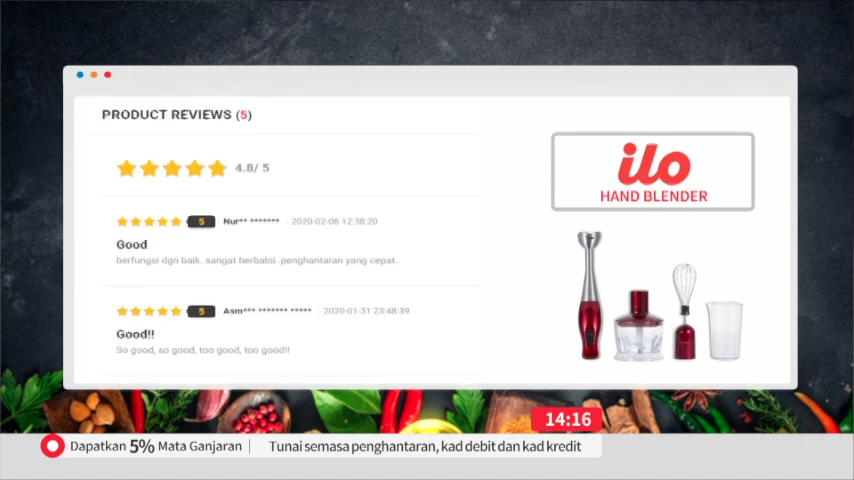 PRODUCT REVIEWS (5)
4.8/ 5
5 Nur** ******* 2020-02-06 12:38:20
Good
berfungsi dgn baik..sangat berbaloi..penghantaran yang cepat..
5 Asm*** ******* ***** 2020-01-31 23:48:39
Good!!
So good, so good, too good, too good!!
ilo
HAND BLENDER
14:16
Dapatkan 5% Mata Ganjaran | Tunai semasa penghantaran, kad debit dan kad kredit